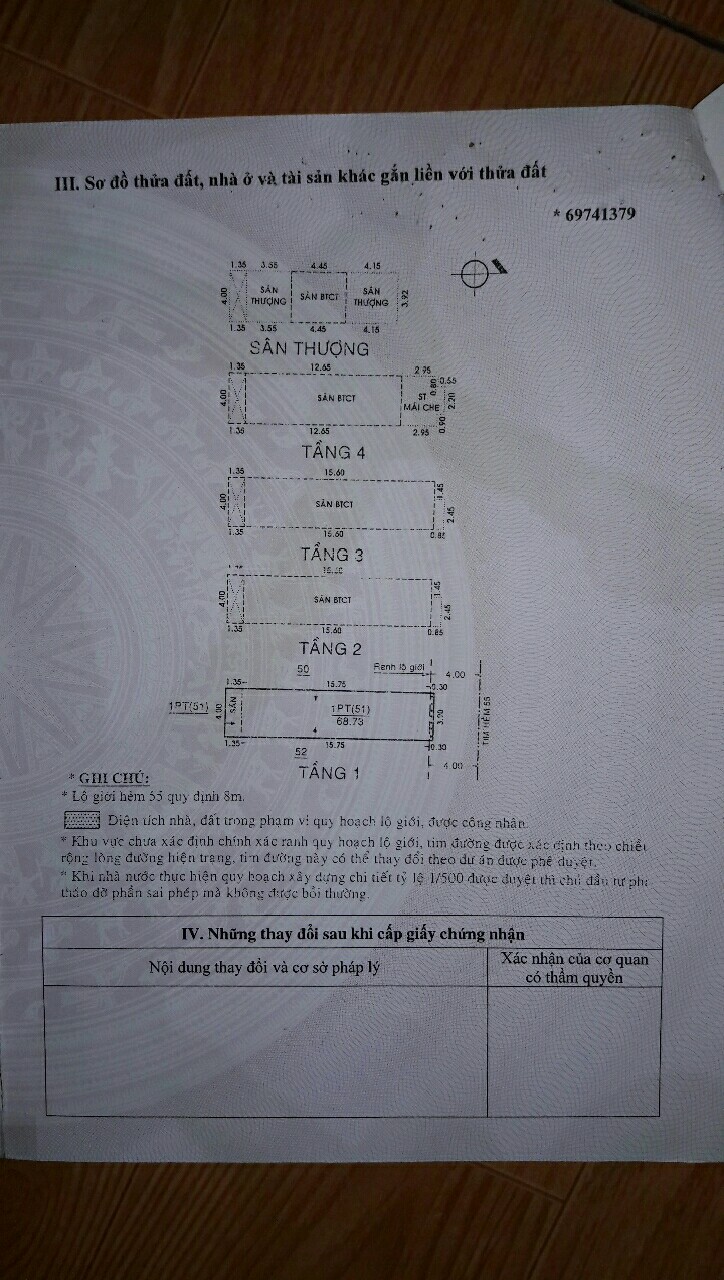 III. Sơ đồ thửa đất, nhà ở và tài sản khác gắn liền với thửa đất
* 69741379
1.35 3.55 4.45 4.15
4.00 SÂN THƯỢNG SÀN BTCT SÂN THƯỢNG 3.92
1.35 3.55 4.45 4.15
SÂN THƯỢNG
1.35 12.65 2.95
0.80 0.55
4.00 SÀN BTCT ST MÁI CHE 2.20
1.35 12.65 2.95 0.90
TẦNG 4
1.35 15.60
4.00 SÀN BTCT 1.45 2.45
1.35 15.60 0.85
TẦNG 3
4.00 SÀN BTCT 1.45 2.45
1.35 15.60 0.85
TẦNG 2
50 Ranh lộ giới 4.00
1.35 15.75 0.30
1PT(51) 4.00 SÂN 1PT(51) 3.90 TIM HẺM 55
68.73
1.35 15.75 0.30
52
TẦNG 1 4.00
* GHI CHÚ:
* Lộ giới hẻm 55 quy định 8m.
Diện tích nhà, đất trong phạm vi quy hoạch lộ giới, được công nhận.
* Khu vực chưa xác định chính xác ranh quy hoạch lộ giới, tim đường được xác định theo chiều
rộng lòng đường hiện trạng, tim đường này có thể thay đổi theo dự án được phê duyệt.
* Khi nhà nước thực hiện quy hoạch xây dựng chi tiết tỷ lệ 1/500 được duyệt thì chủ đầu tư
tháo dỡ phần sai phép mà không được bồi thường.
IV. Những thay đổi sau khi cấp giấy chứng nhận
Nội dung thay đổi và cơ sở pháp lý
Xác nhận của cơ quan
có thẩm quyền